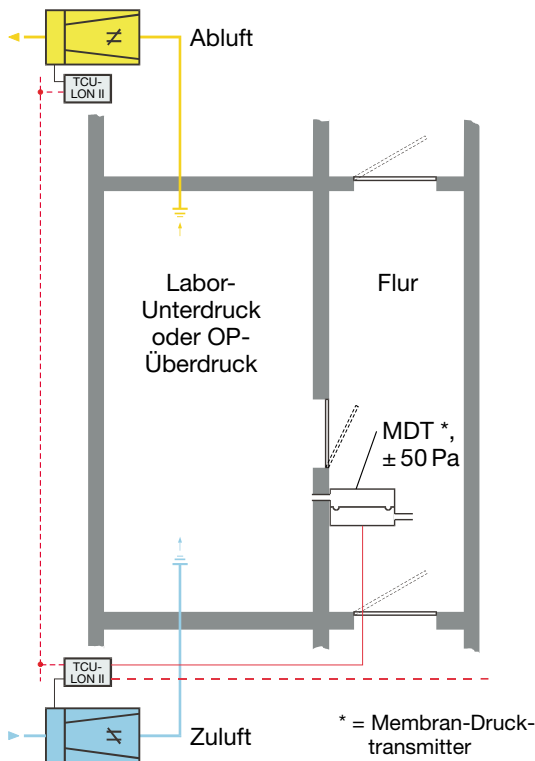 Abluft
TCU-
LON II
Labor-
Unterdruck
oder OP-
Überdruck
Flur
MDT *,
± 50 Pa
TCU-
LON II
Zuluft
* = Membran-Druck-
transmitter